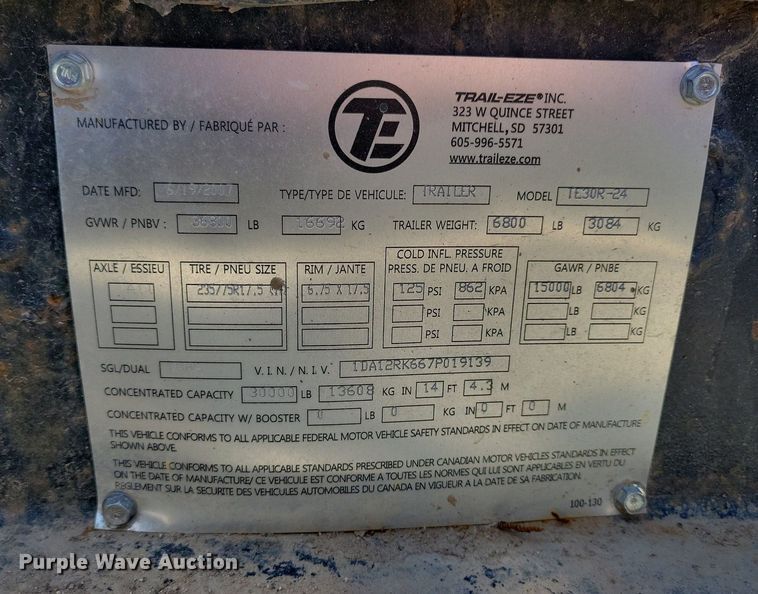 TE
TRAIL-EZE® INC.
323 W QUINCE STREET
MITCHELL, SD 57301
605-996-5571
www.traileze.com
MANUFACTURED BY / FABRIQUÉ PAR :
DATE MFD: 6/19/2007 TYPE/TYPE DE VEHICULE: TRAILER MODEL TE30R-24
GVWR / PNBV : 36800 LB 16692 KG TRAILER WEIGHT: 6800 LB 3084 KG
AXLE / ESSIEU TIRE / PNEU SIZE RIM / JANTE COLD INFL. PRESSURE PRESS. DE PNEU. A FROID GAWR / PNBE
235/75R17.5 6.75 X 17.5 125 PSI 862 KPA 15000 LB 6804 KG
PSI KPA LB KG
PSI KPA LB KG
SGL/DUAL V.I.N. / N.I.V. 1DA12RK667P019139
CONCENTRATED CAPACITY 30000 LB 13608 KG IN 14 FT 4.3 M
CONCENTRATED CAPACITY W/ BOOSTER 0 LB 0 KG IN 0 FT 0 M
THIS VEHICLE CONFORMS TO ALL APPLICABLE FEDERAL MOTOR VEHICLE SAFETY STANDARDS IN EFFECT ON DATE OF MANUFACTURE
SHOWN ABOVE.
THIS VEHICLE CONFORMS TO ALL APPLICABLE STANDARDS PRESCRIBED UNDER CANADIAN MOTOR VEHICLES STANDARDS IN EFFECT
ON THE DATE OF MANUFACTURE/ CE VEHICULE EST CONFORME A TOUTES LES NORMES QUI LUI SONT APPLICABLES EN VERTU DU
REGLEMENT SUR LA SECURITE DES VEHICULES AUTOMOBILES DU CANADA EN VIGUEUR A LA DATE DE SA FABRICATION.
100-130
Purple Wave Auction